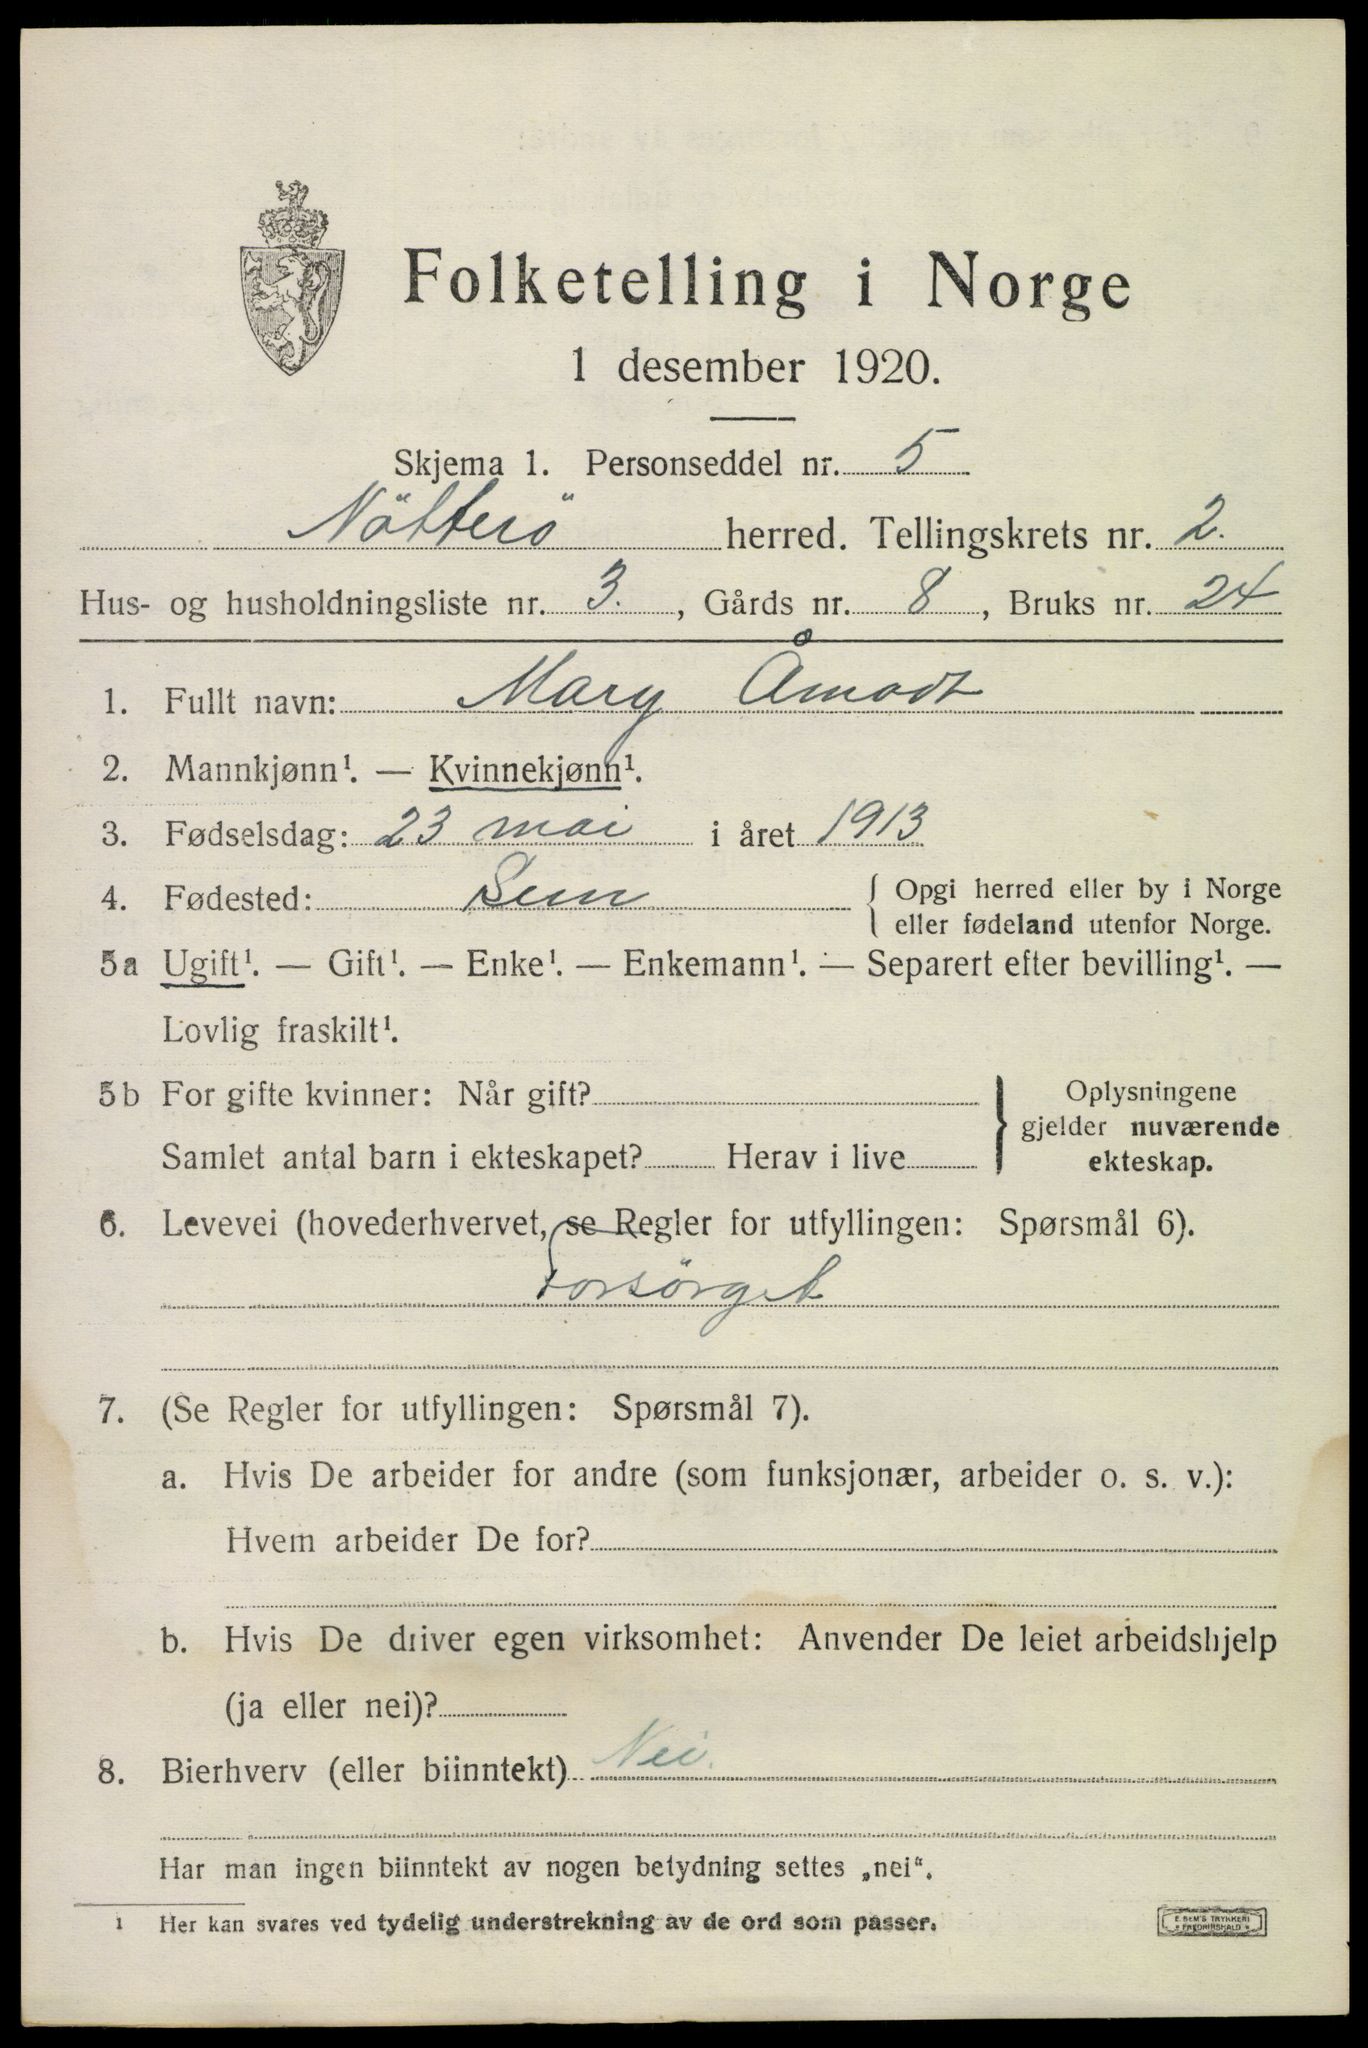 Folketelling i Norge
1 desember 1920.
Skjema 1. Personseddel nr. 5
Nötterö herred. Tellingskrets nr. 2.
Hus- og husholdningsliste nr. 3., Gårds nr. 8, Bruks nr. 24
1. Fullt navn: Mary Åmodt
2. Mannkjønn¹. — Kvinnekjønn¹.
3. Fødselsdag: 23 mai i året 1913
4. Fødested: Sem { Opgi herred eller by i Norge
eller fødeland utenfor Norge.
5a Ugift¹. — Gift¹. — Enke¹. — Enkemann¹. — Separert efter bevilling¹. —
Lovlig fraskilt¹.
5b For gifte kvinner: Når gift? } Oplysningene
gjelder nuværende
Samlet antal barn i ekteskapet? Herav i live
ekteskap.
6. Levevei (hovederhvervet, se Regler for utfyllingen: Spørsmål 6).
Forsörget
7. (Se Regler for utfyllingen: Spørsmål 7).
a. Hvis De arbeider for andre (som funksjonær, arbeider o. s. v.):
Hvem arbeider De for?
b. Hvis De driver egen virksomhet: Anvender De leiet arbeidshjelp
(ja eller nei)?
8. Bierhverv (eller biinntekt) Nei.
Har man ingen biinntekt av nogen betydning settes „nei“.
¹ Her kan svares ved tydelig understrekning av de ord som passer.
E. SEM'S TRYKKERI
* FREDRIKSHALD *